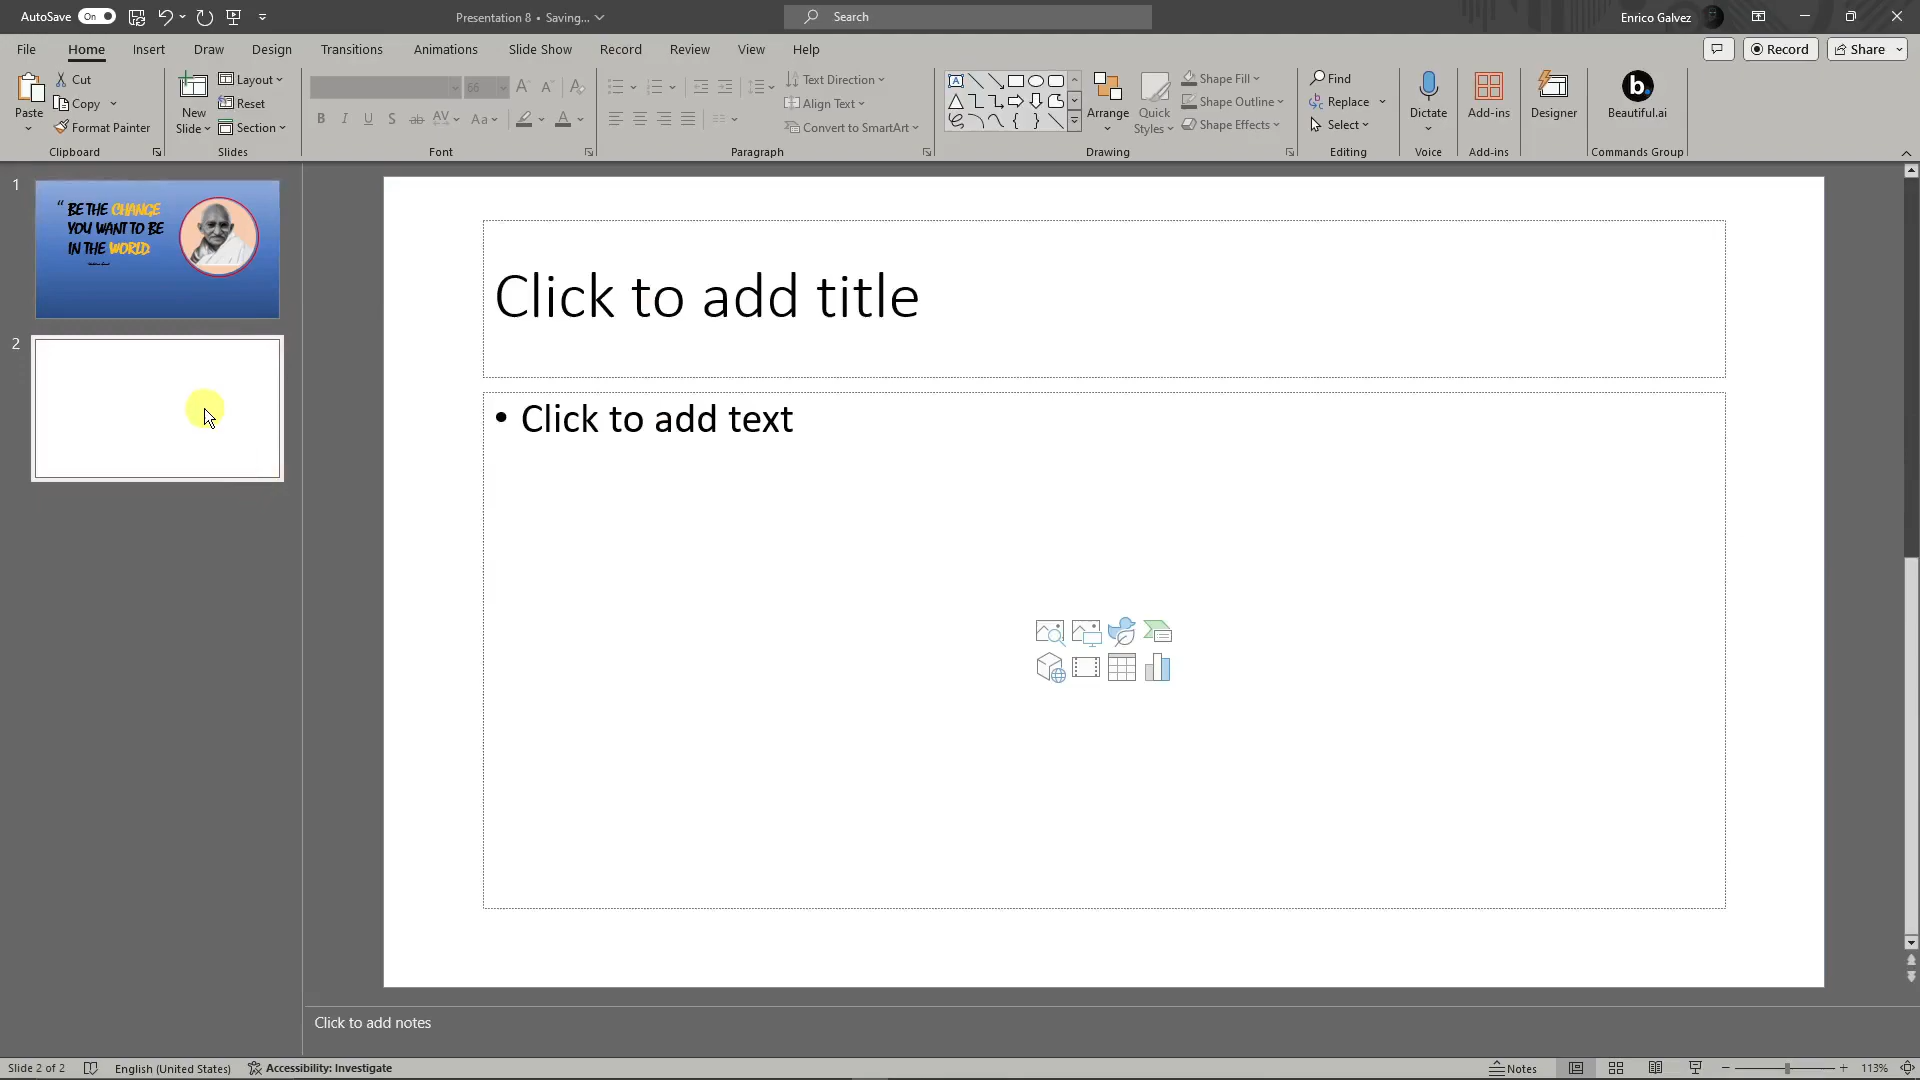 AutoSave On Presentation 8 • Saving... Search Enrico Galvez
File Home Insert Draw Design Transitions Animations Slide Show Record Review View Help Record Share
Paste Cut Copy Format Painter
Clipboard
New Slide Layout Reset Section
Slides
66
B I U S ab AV Aa A
Font
Text Direction
Align Text
Convert to SmartArt
Paragraph
Arrange
Quick Styles
Shape Fill
Shape Outline
Shape Effects
Drawing
Find
Replace
Select
Editing
Dictate
Voice
Add-ins
Add-ins
Designer
b.
Beautiful.ai
Commands Group
1
“ BE THE CHANGE
YOU WANT TO BE
IN THE WORLD.
2
Click to add title
• Click to add text
Click to add notes
Slide 2 of 2 English (United States) Accessibility: Investigate Notes 113%